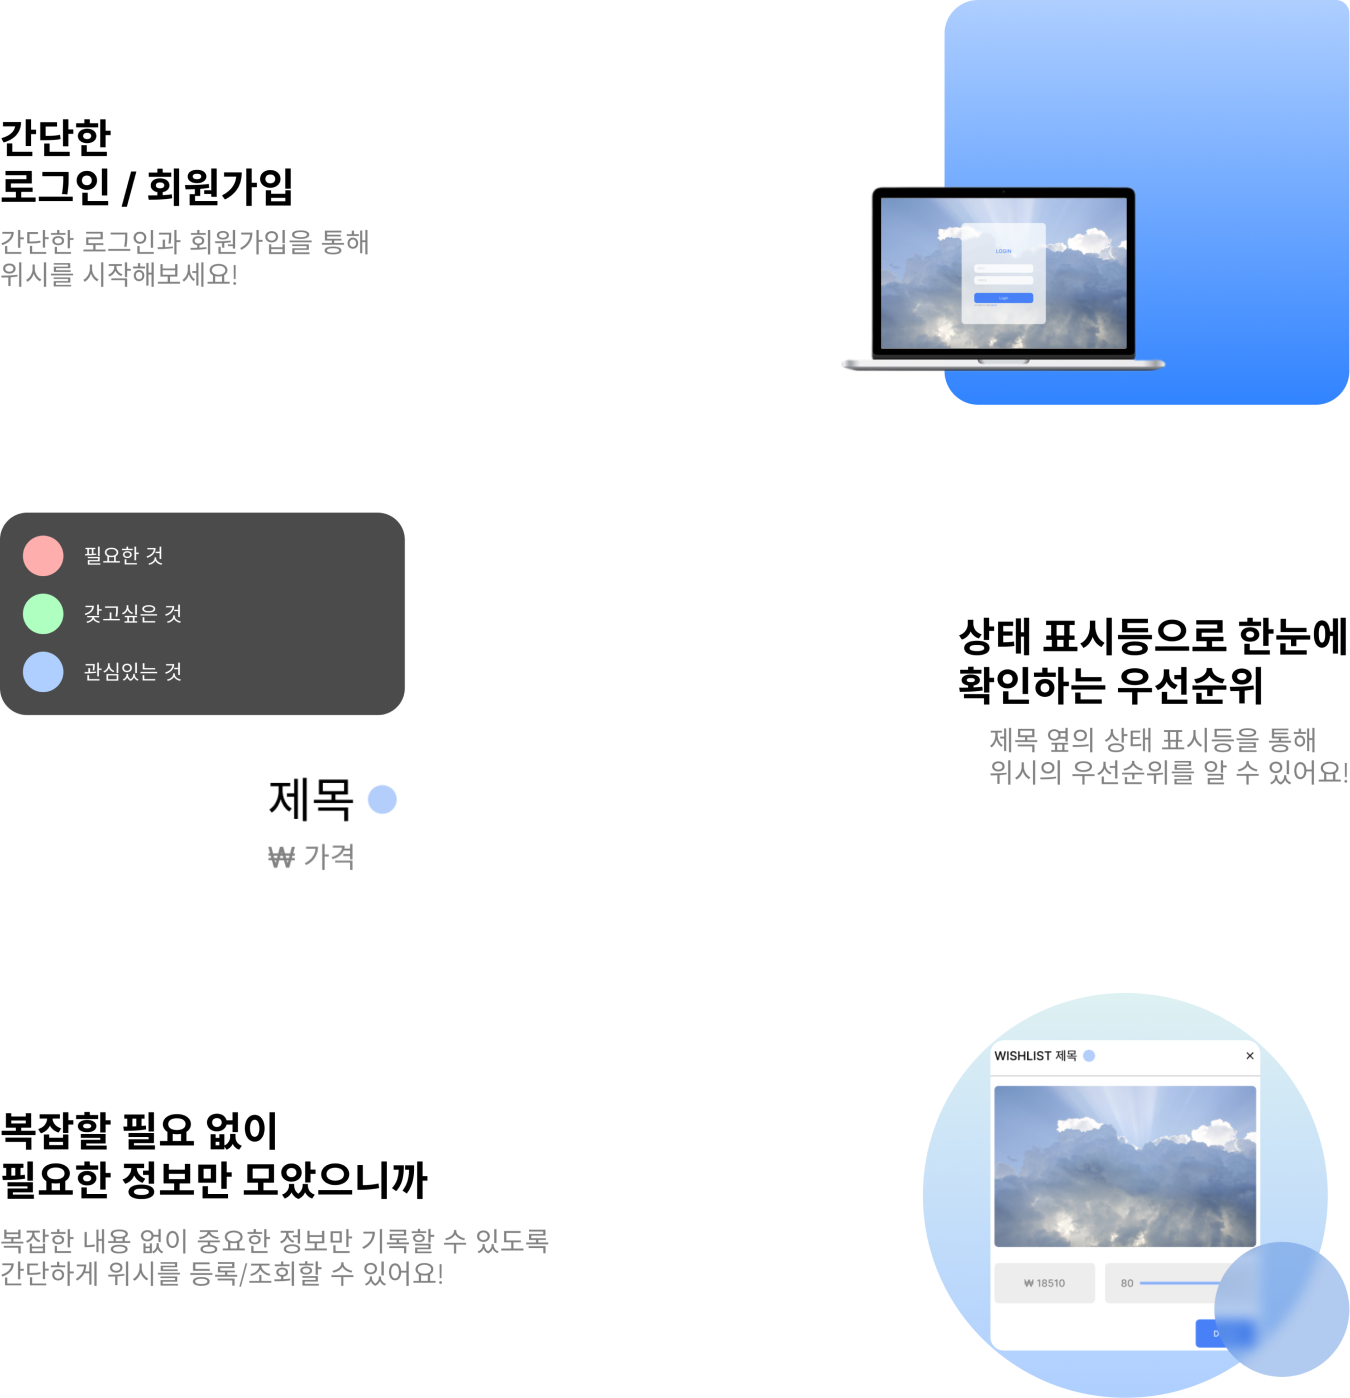 간단한
로그인 / 회원가입
간단한 로그인과 회원가입을 통해
위시를 시작해보세요!
LOGIN
Login
필요한 것
갖고싶은 것
관심있는 것
제목
₩ 가격
상태 표시등으로 한눈에
확인하는 우선순위
제목 옆의 상태 표시등을 통해
위시의 우선순위를 알 수 있어요!
복잡할 필요 없이
필요한 정보만 모았으니까
복잡한 내용 없이 중요한 정보만 기록할 수 있도록
간단하게 위시를 등록/조회할 수 있어요!
WISHLIST 제목
₩ 18510
80
D